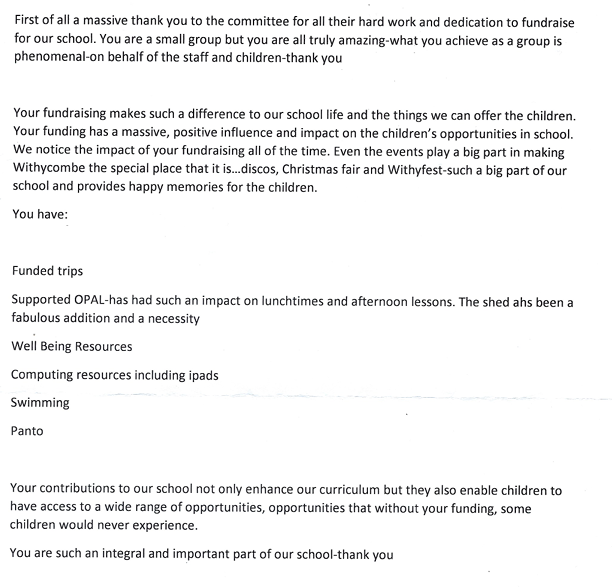 First of all a massive thank you to the committee for all their hard work and dedication to fundraise
for our school. You are a small group but you are all truly amazing-what you achieve as a group is
phenomenal-on behalf of the staff and children-thank you
Your fundraising makes such a difference to our school life and the things we can offer the children.
Your funding has a massive, positive influence and impact on the children's opportunities in school.
We notice the impact of your fundraising all of the time. Even the events play a big part in making
Withycombe the special place that it is...discos, Christmas fair and Withyfest-such a big part of our
school and provides happy memories for the children.
You have:
Funded trips
Supported OPAL-has had such an impact on lunchtimes and afternoon lessons. The shed ahs been a
fabulous addition and a necessity
Well Being Resources
Computing resources including ipads
Swimming
Panto
Your contributions to our school not only enhance our curriculum but they also enable children to
have access to a wide range of opportunities, opportunities that without your funding, some
children would never experience.
You are such an integral and important part of our school-thank you